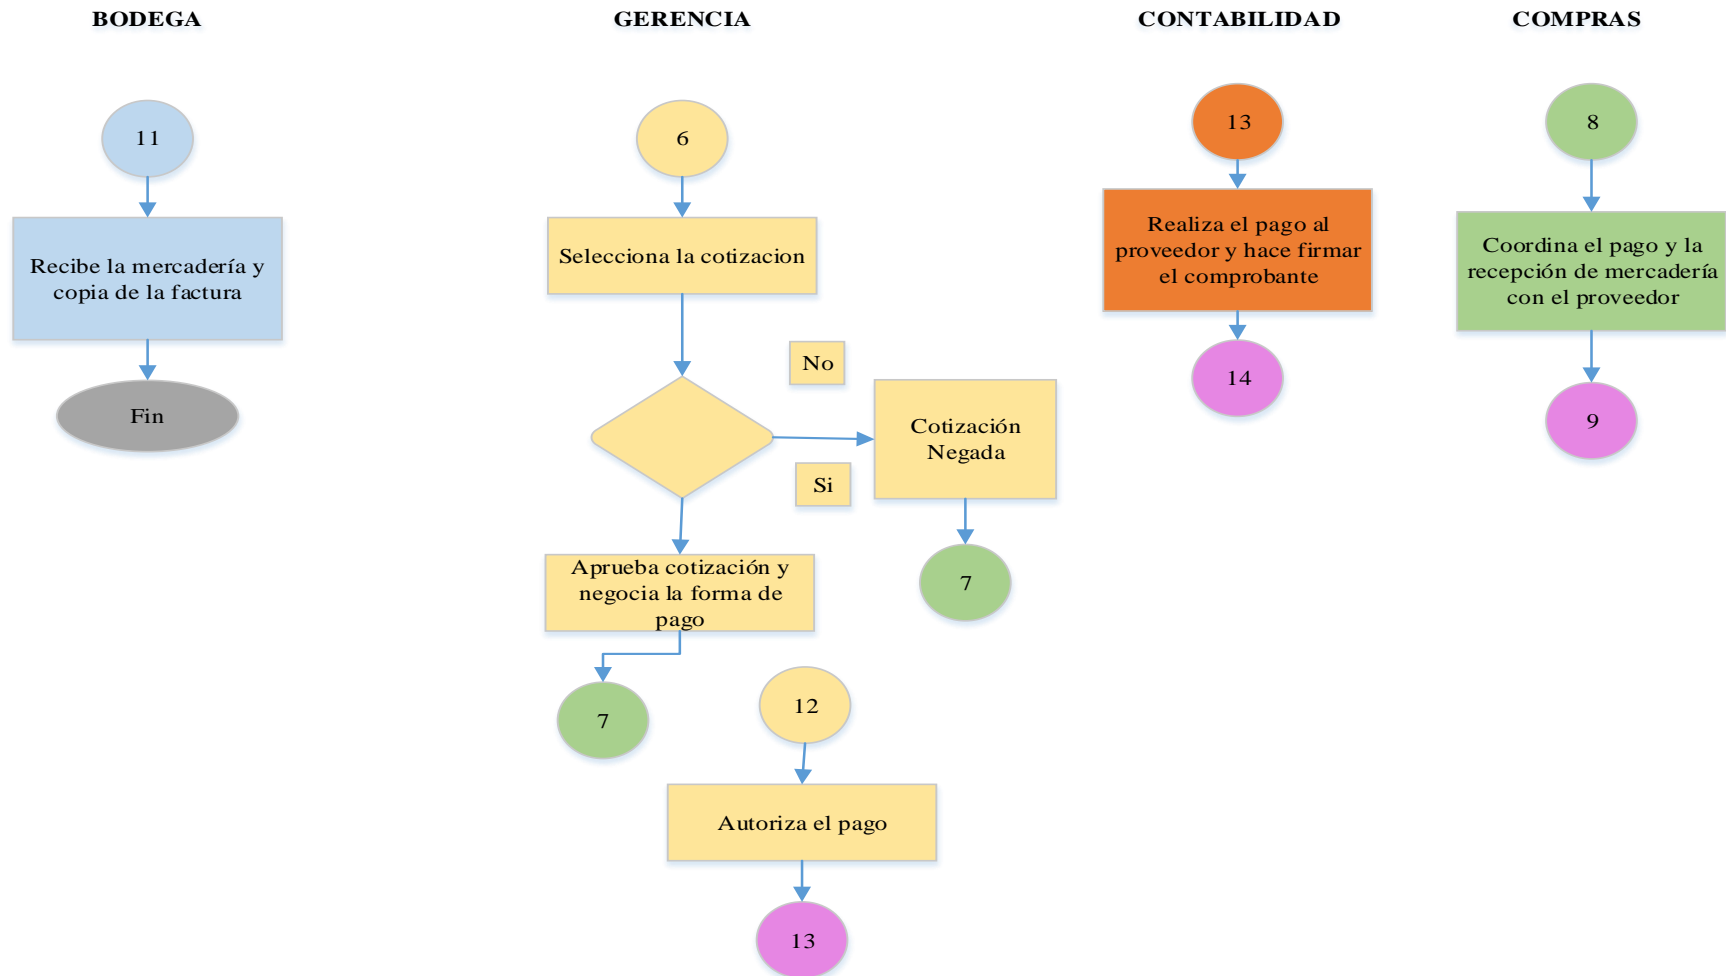 BODEGA
GERENCIA
CONTABILIDAD
COMPRAS
11
Recibe la mercadería y
copia de la factura
Fin
6
Selecciona la cotizacion
No
Si
Cotización
Negada
7
Aprueba cotización y
negocia la forma de
pago
7
12
Autoriza el pago
13
13
Realiza el pago al
proveedor y hace firmar
el comprobante
14
8
Coordina el pago y la
recepción de mercadería
con el proveedor
9